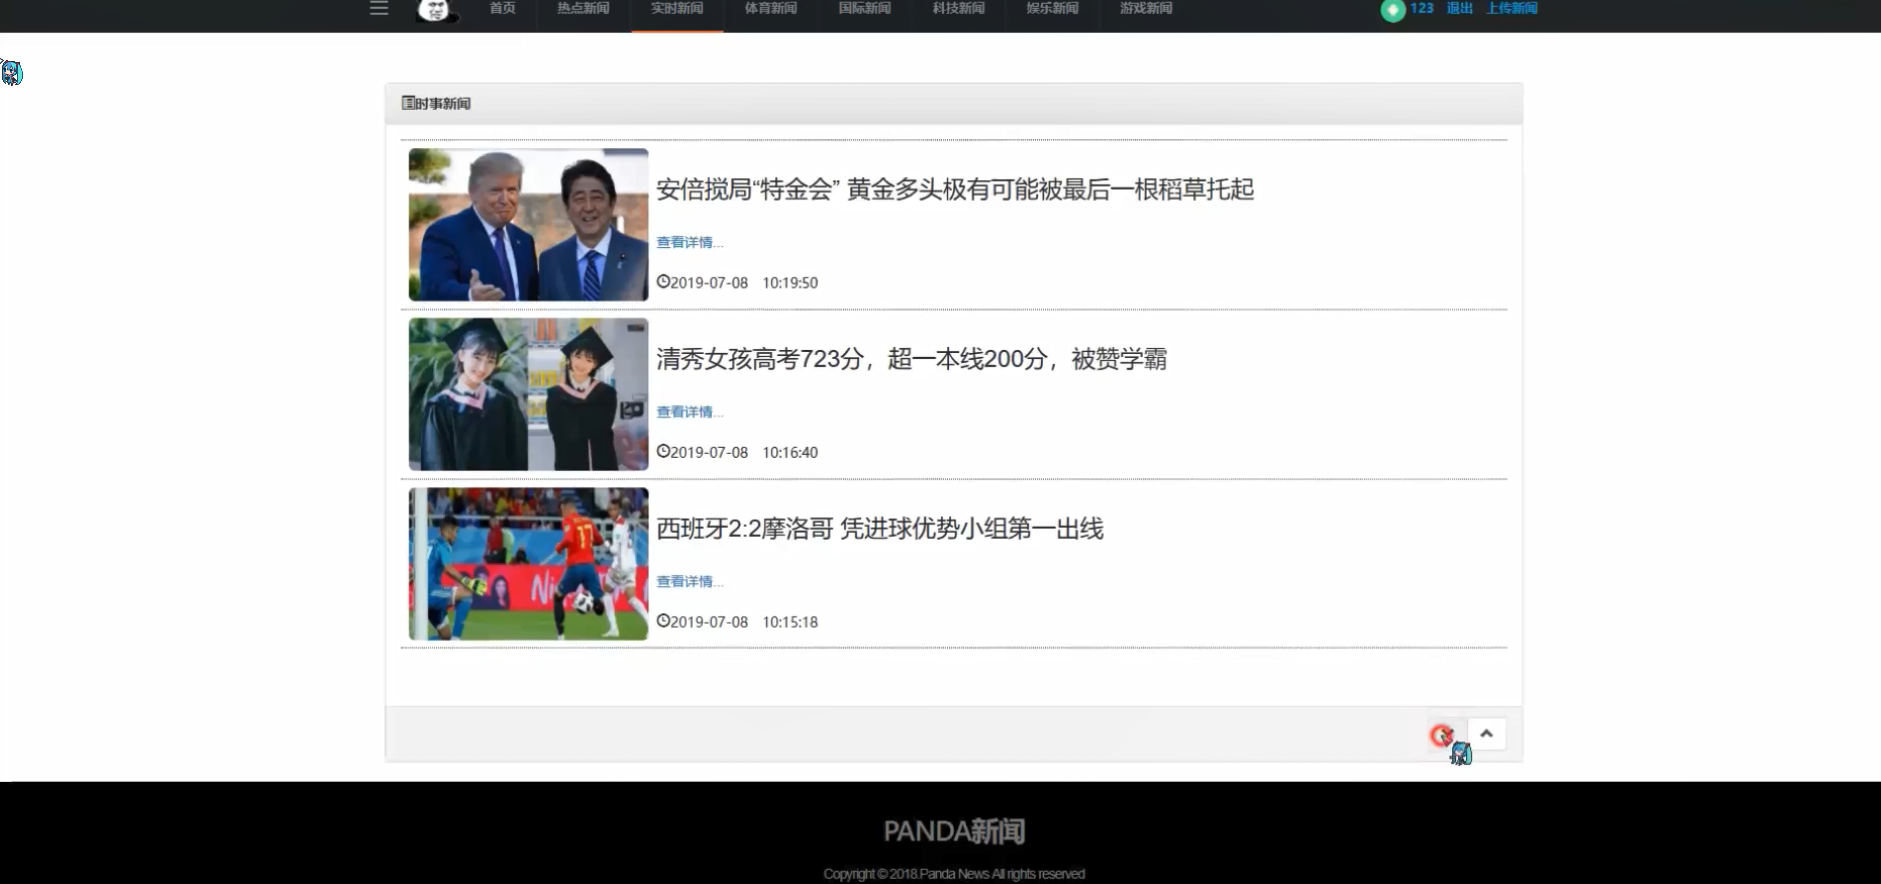 首页 热点新闻 实时新闻 体育新闻 国际新闻 科技新闻 娱乐新闻 游戏新闻 123 退出 上传新闻
时事新闻
安倍搅局“特金会” 黄金多头极有可能被最后一根稻草托起
查看详情...
2019-07-08 10:19:50
清秀女孩高考723分，超一本线200分，被赞学霸
查看详情...
2019-07-08 10:16:40
西班牙2:2摩洛哥 凭进球优势小组第一出线
17
查看详情...
2019-07-08 10:15:18
PANDA新闻
Copyright © 2018.Panda News All rights reserved